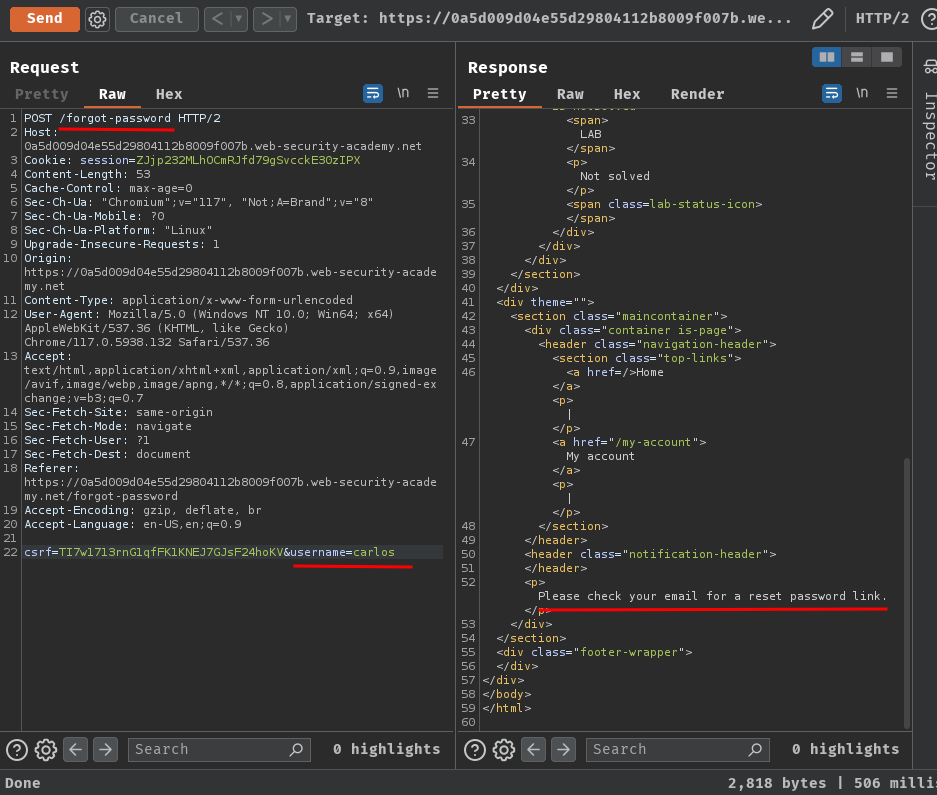 Send Cancel < > Target: https://0a5d009d04e55d29804112b8009f007b.we... HTTP/2 ?
Request
Pretty Raw Hex \n
1 POST /forgot-password HTTP/2
2 Host:
0a5d009d04e55d29804112b8009f007b.web-security-academy.net
3 Cookie: session=ZJjp232MLhOCmRJfd79gSvcckE3OzIPX
4 Content-Length: 53
5 Cache-Control: max-age=0
6 Sec-Ch-Ua: "Chromium";v="117", "Not;A=Brand";v="8"
7 Sec-Ch-Ua-Mobile: ?0
8 Sec-Ch-Ua-Platform: "Linux"
9 Upgrade-Insecure-Requests: 1
10 Origin:
https://0a5d009d04e55d29804112b8009f007b.web-security-acade
my.net
11 Content-Type: application/x-www-form-urlencoded
12 User-Agent: Mozilla/5.0 (Windows NT 10.0; Win64; x64)
AppleWebKit/537.36 (KHTML, like Gecko)
Chrome/117.0.5938.132 Safari/537.36
13 Accept:
text/html,application/xhtml+xml,application/xml;q=0.9,image
/avif,image/webp,image/apng,*/*;q=0.8,application/signed-ex
change;v=b3;q=0.7
14 Sec-Fetch-Site: same-origin
15 Sec-Fetch-Mode: navigate
16 Sec-Fetch-User: ?1
17 Sec-Fetch-Dest: document
18 Referer:
https://0a5d009d04e55d29804112b8009f007b.web-security-acade
my.net/forgot-password
19 Accept-Encoding: gzip, deflate, br
20 Accept-Language: en-US,en;q=0.9
21
22 csrf=TI7w1713rnG1qfFK1KNEJ7GJsF24hoKV&username=carlos
? Search 0 highlights
Response
Pretty Raw Hex Render \n
33 <span>
LAB
</span>
34 <p>
Not solved
</p>
35 <span class=lab-status-icon>
</span>
36 </div>
37 </div>
38 </div>
39 </section>
40 </div>
41 <div theme="">
42 <section class="maincontainer">
43 <div class="container is-page">
44 <header class="navigation-header">
45 <section class="top-links">
46 <a href=/>Home
</a>
<p>
|
</p>
47 <a href="/my-account">
My account
</a>
<p>
|
</p>
48 </section>
49 </header>
50 <header class="notification-header">
51 </header>
52 <p>
Please check your email for a reset password link.
</p>
53 </div>
54 </section>
55 <div class="footer-wrapper">
56 </div>
57 </div>
58 </body>
59 </html>
60
? Search 0 highlights
Inspector
Done 2,818 bytes | 506 milli